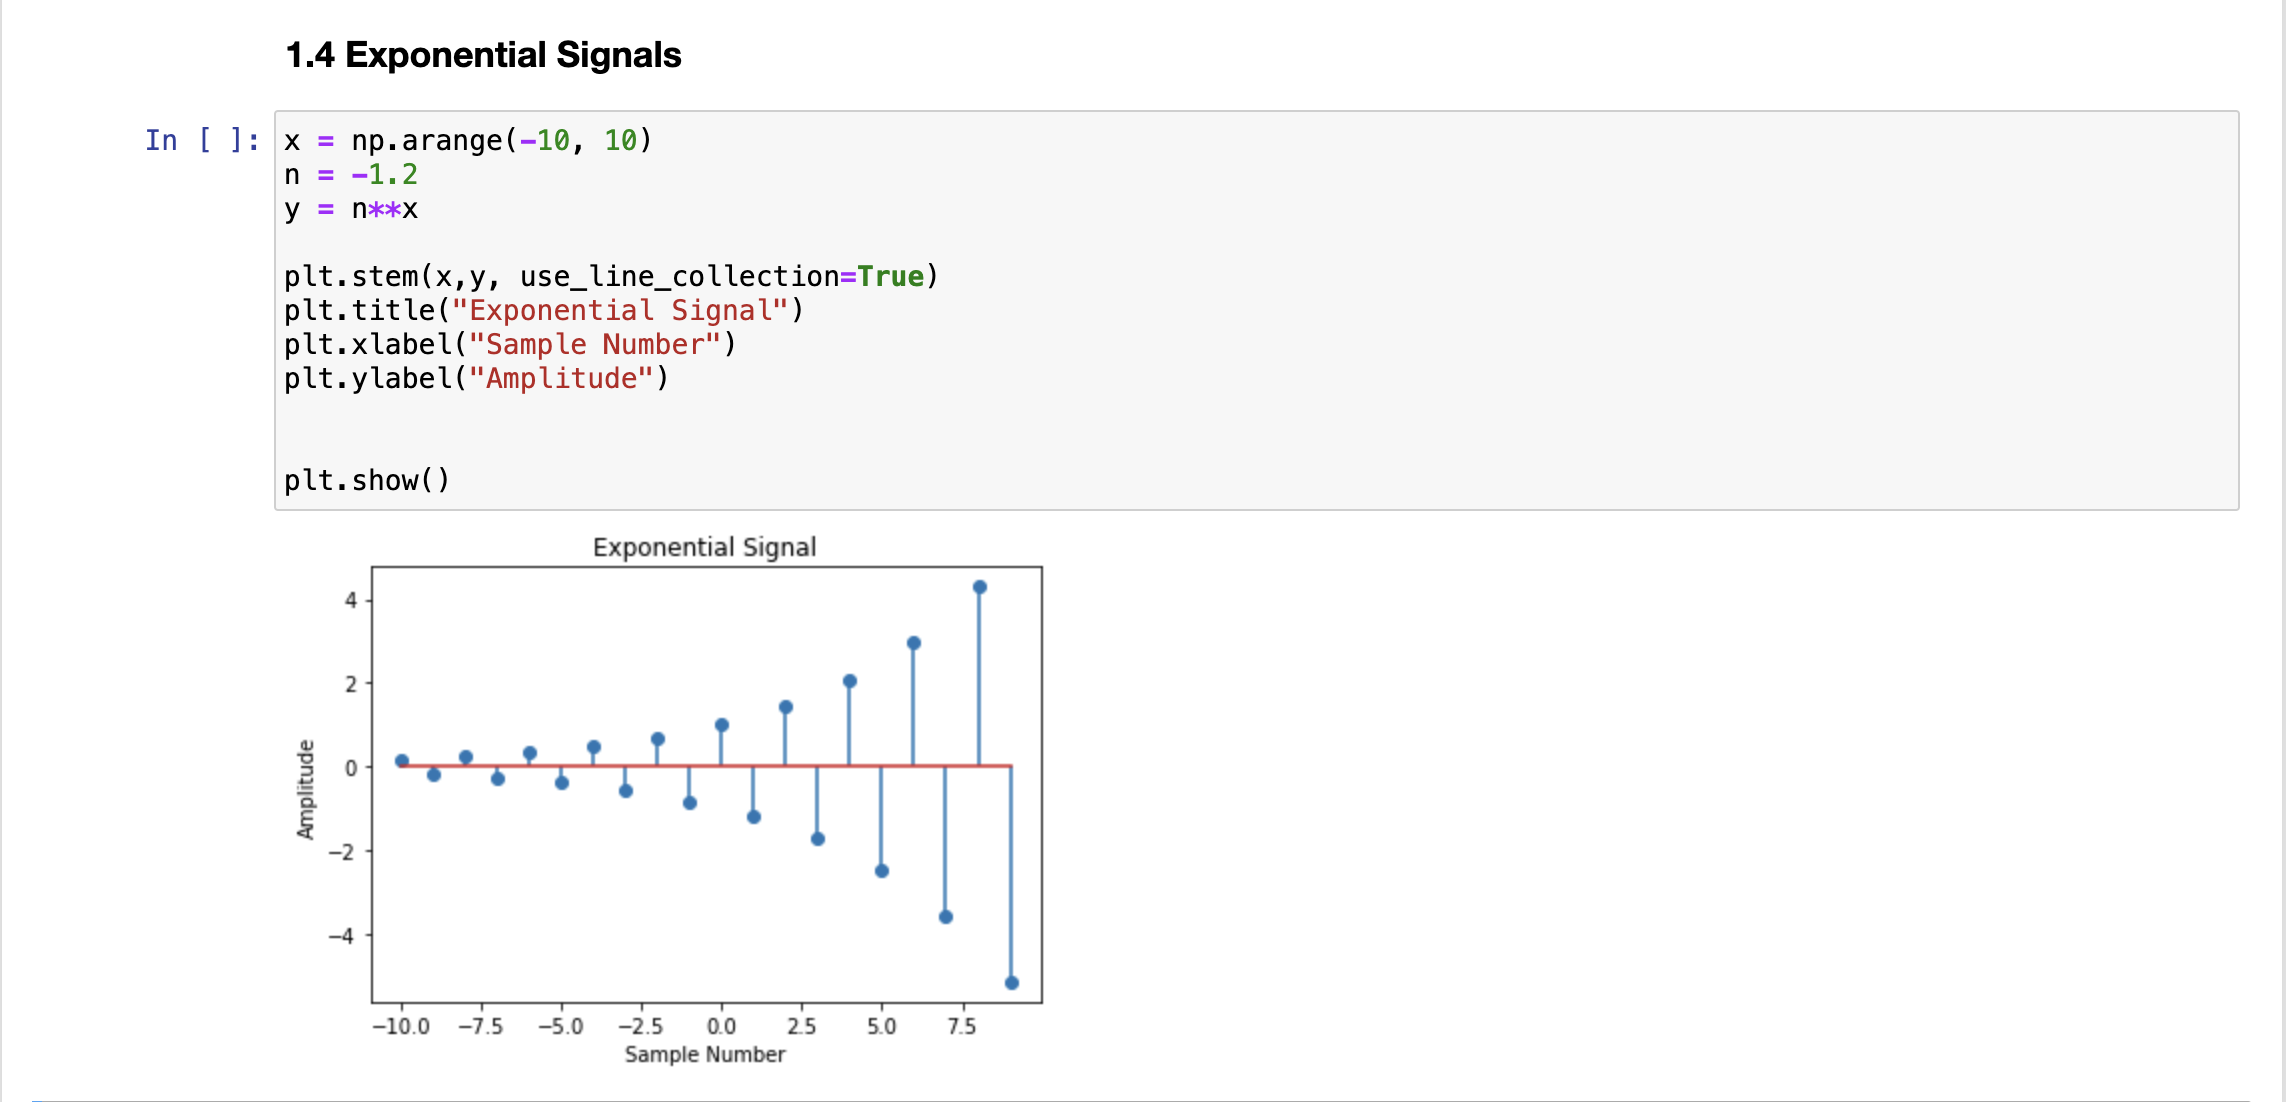 1.4 Exponential Signals
In [ ]: x = np.arange(-10, 10)
n = -1.2
y = n**x
plt.stem(x,y, use_line_collection=True)
plt.title("Exponential Signal")
plt.xlabel("Sample Number")
plt.ylabel("Amplitude")
plt.show()
Exponential Signal
4
2
0
−2
−4
Amplitude
−10.0 −7.5 −5.0 −2.5 0.0 2.5 5.0 7.5
Sample Number